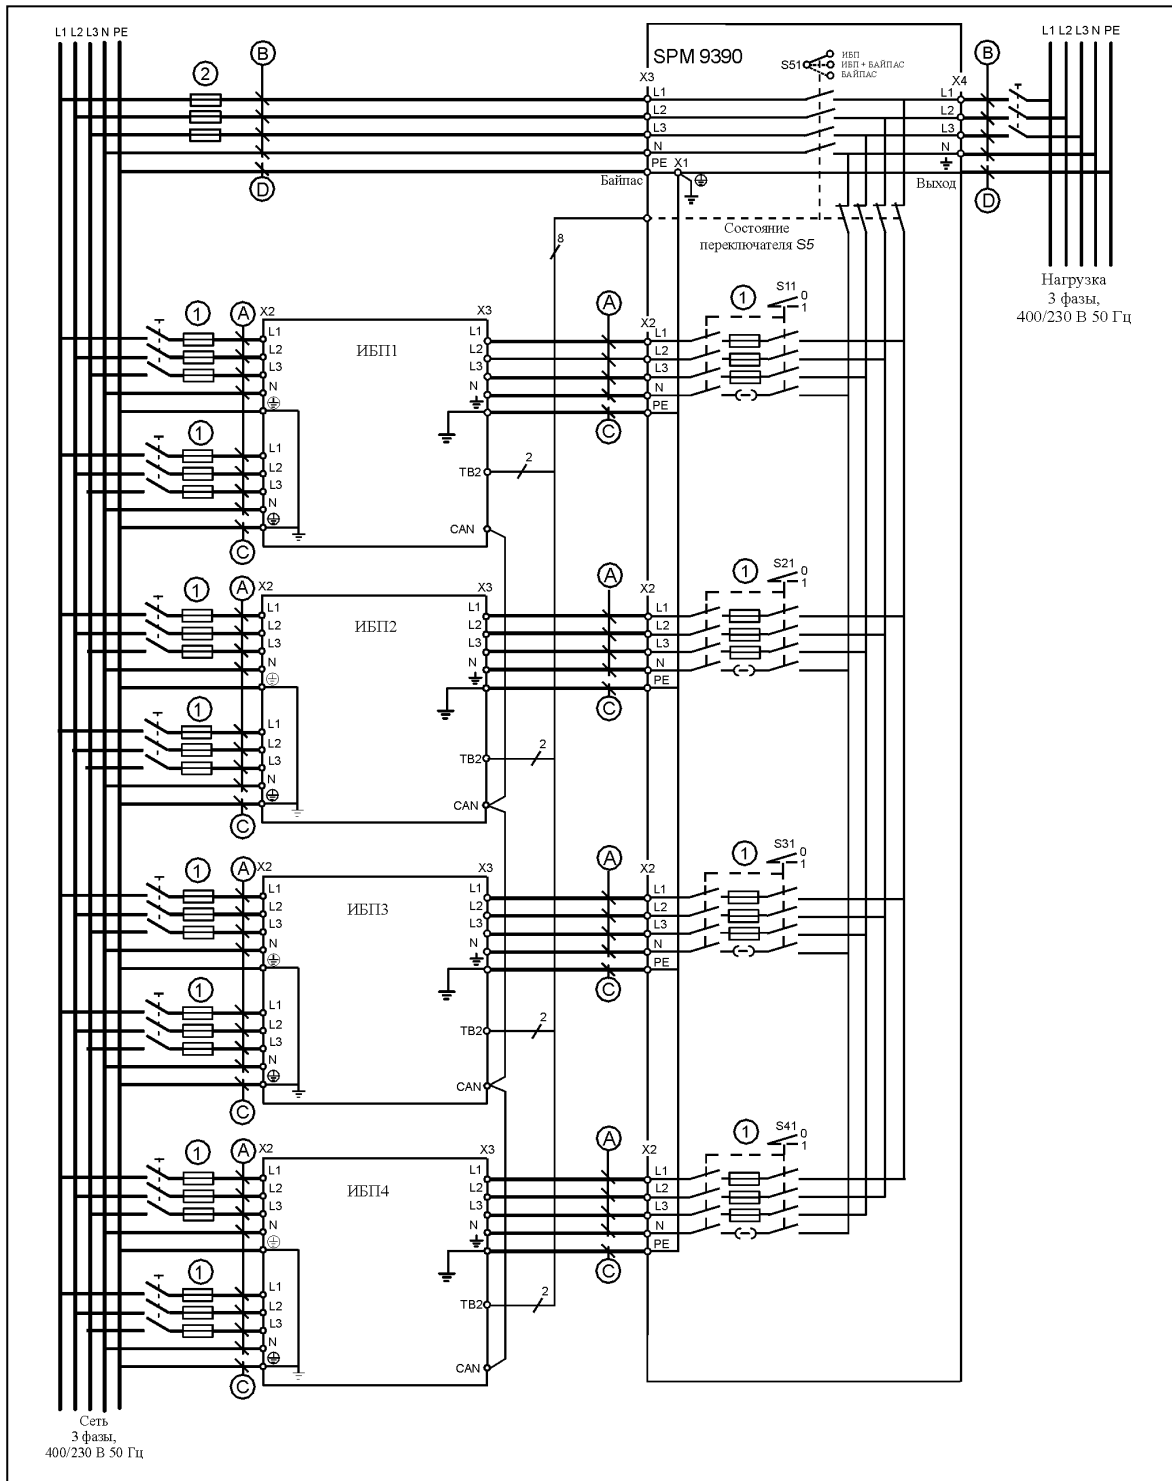 L1 L2 L3 N PE
B
2
SPM 9390
S51
ИБП
ИБП + БАЙПАС
БАЙПАС
X3
L1
L2
L3
N
PE X1
Байпас
D
X4
L1
L2
L3
N
Выход
B
D
L1 L2 L3 N PE
Нагрузка
3 фазы,
400/230 В 50 Гц
Состояние
переключателя S5
8
1
A
X2
L1
L2
L3
N
1
L1
L2
L3
N
C
ИБП1
X3
L1
L2
L3
N
TB2
2
CAN
A
C
X2
L1
L2
L3
N
PE
1
S11
0
1
1
A
X2
L1
L2
L3
N
1
L1
L2
L3
N
C
ИБП2
X3
L1
L2
L3
N
TB2
2
CAN
A
C
X2
L1
L2
L3
N
PE
1
S21
0
1
1
A
X2
L1
L2
L3
N
1
L1
L2
L3
N
C
ИБП3
X3
L1
L2
L3
N
TB2
2
CAN
A
C
X2
L1
L2
L3
N
PE
1
S31
0
1
1
A
X2
L1
L2
L3
N
1
L1
L2
L3
N
C
ИБП4
X3
L1
L2
L3
N
TB2
2
CAN
A
C
X2
L1
L2
L3
N
PE
1
S41
0
1
Сеть
3 фазы,
400/230 В 50 Гц